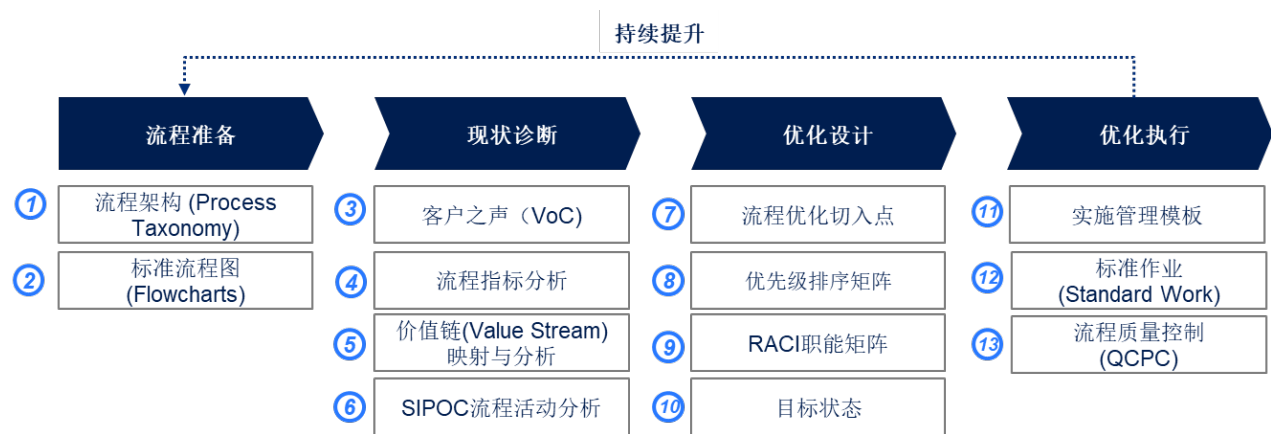 持续提升
流程准备
现状诊断
优化设计
优化执行
1
流程架构 (Process
Taxonomy)
2
标准流程图
(Flowcharts)
3
客户之声（VoC)
4
流程指标分析
5
价值链(Value Stream)
映射与分析
6
SIPOC流程活动分析
7
流程优化切入点
8
优先级排序矩阵
9
RACI职能矩阵
10
目标状态
11
实施管理模板
12
标准作业
(Standard Work)
13
流程质量控制
(QCPC)